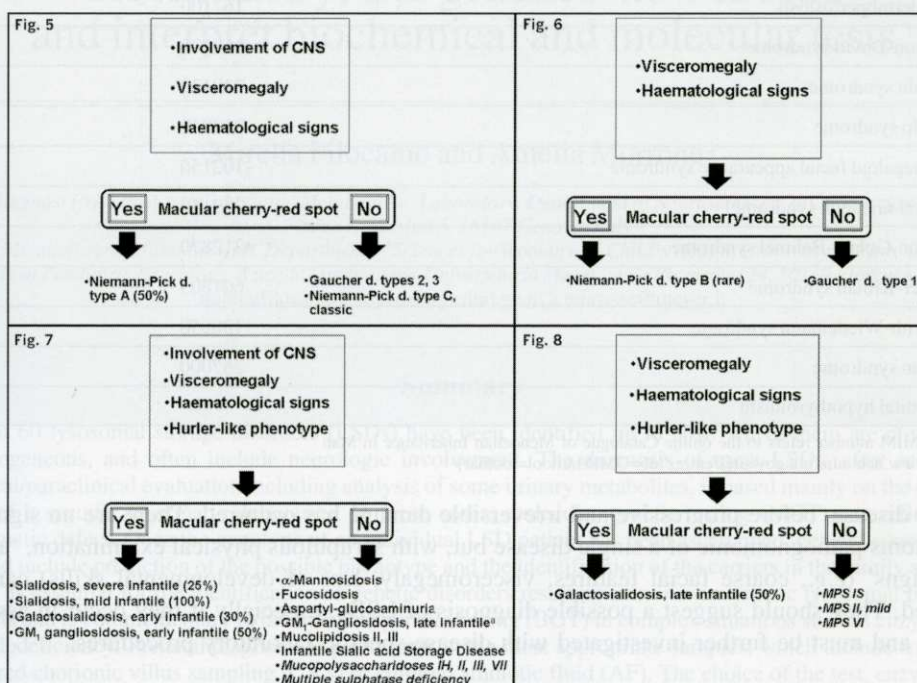 Fig. 5
•Involvement of CNS
•Visceromegaly
•Haematological signs
Yes Macular cherry-red spot No
•Niemann-Pick d.
type A (50%)
•Gaucher d. types 2, 3
•Niemann-Pick d. type C,
classic
Fig. 6
•Visceromegaly
•Haematological signs
Yes Macular cherry-red spot No
•Niemann-Pick d. type B (rare)
•Gaucher d. type 1
Fig. 7
•Involvement of CNS
•Visceromegaly
•Haematological signs
•Hurler-like phenotype
Yes Macular cherry-red spot No
•Sialidosis, severe infantile (25%)
•Sialidosis, mild infantile (100%)
•Galactosialidosis, early infantile (30%)
•GM₁ gangliosidosis, early infantile (50%)
•α-Mannosidosis
•Fucosidosis
•Aspartyl-glucosaminuria
•GM₁-Gangliosidosis, late infantile
•Mucolipidosis II, III
•Infantile Sialic acid Storage Disease
•Mucopolysaccharidoses IH, II, III, VII
•Multiple sulphatase deficiency
Fig. 8
•Visceromegaly
•Haematological signs
•Hurler-like phenotype
Yes Macular cherry-red spot No
•Galactosialidosis, late infantile (50%)
•MPS IS
•MPS II, mild
•MPS VI